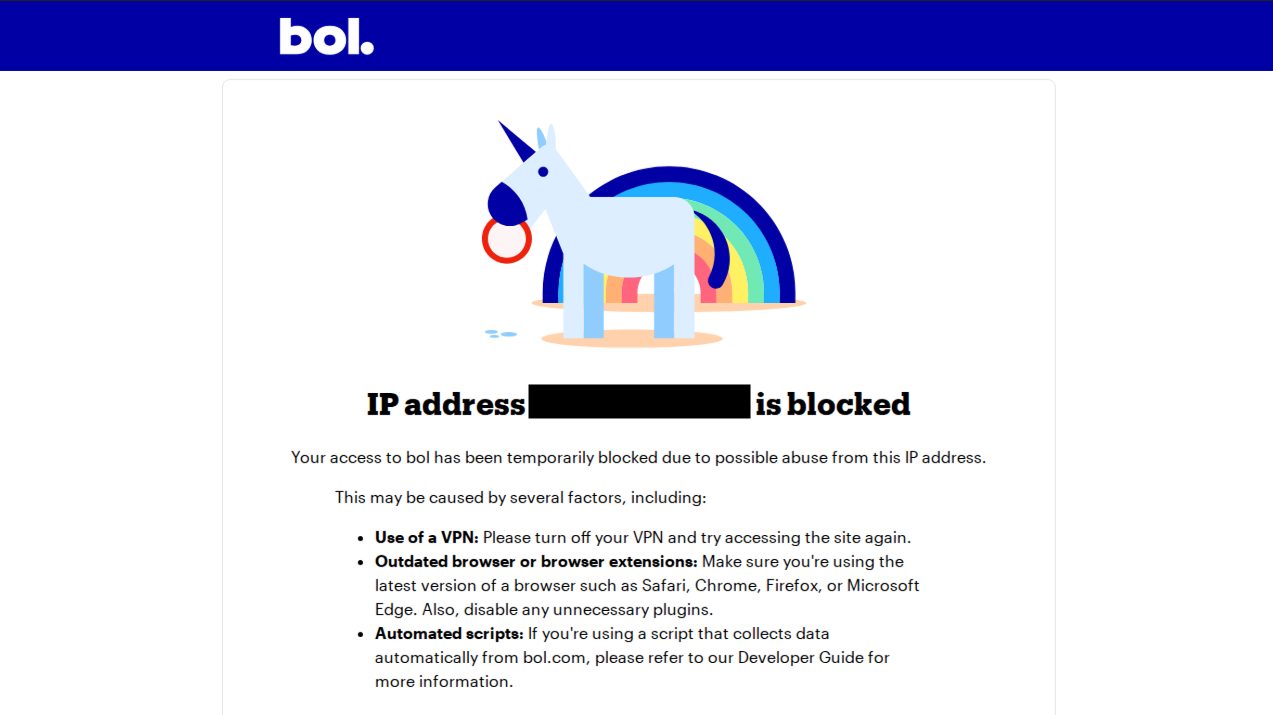 bol.
IP address is blocked
Your access to bol has been temporarily blocked due to possible abuse from this IP address.
This may be caused by several factors, including:
• Use of a VPN: Please turn off your VPN and try accessing the site again.
• Outdated browser or browser extensions: Make sure you're using the
latest version of a browser such as Safari, Chrome, Firefox, or Microsoft
Edge. Also, disable any unnecessary plugins.
• Automated scripts: If you're using a script that collects data
automatically from bol.com, please refer to our Developer Guide for
more information.